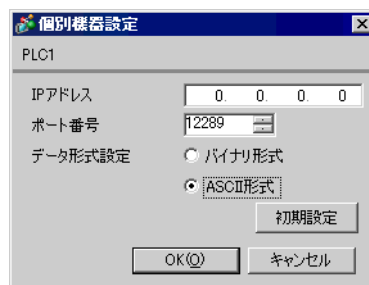 個別機器設定
PLC1
IPアドレス 0. 0. 0. 0
ポート番号 12289
データ形式設定 バイナリ形式
ASCII形式
初期設定
OK(O) キャンセル